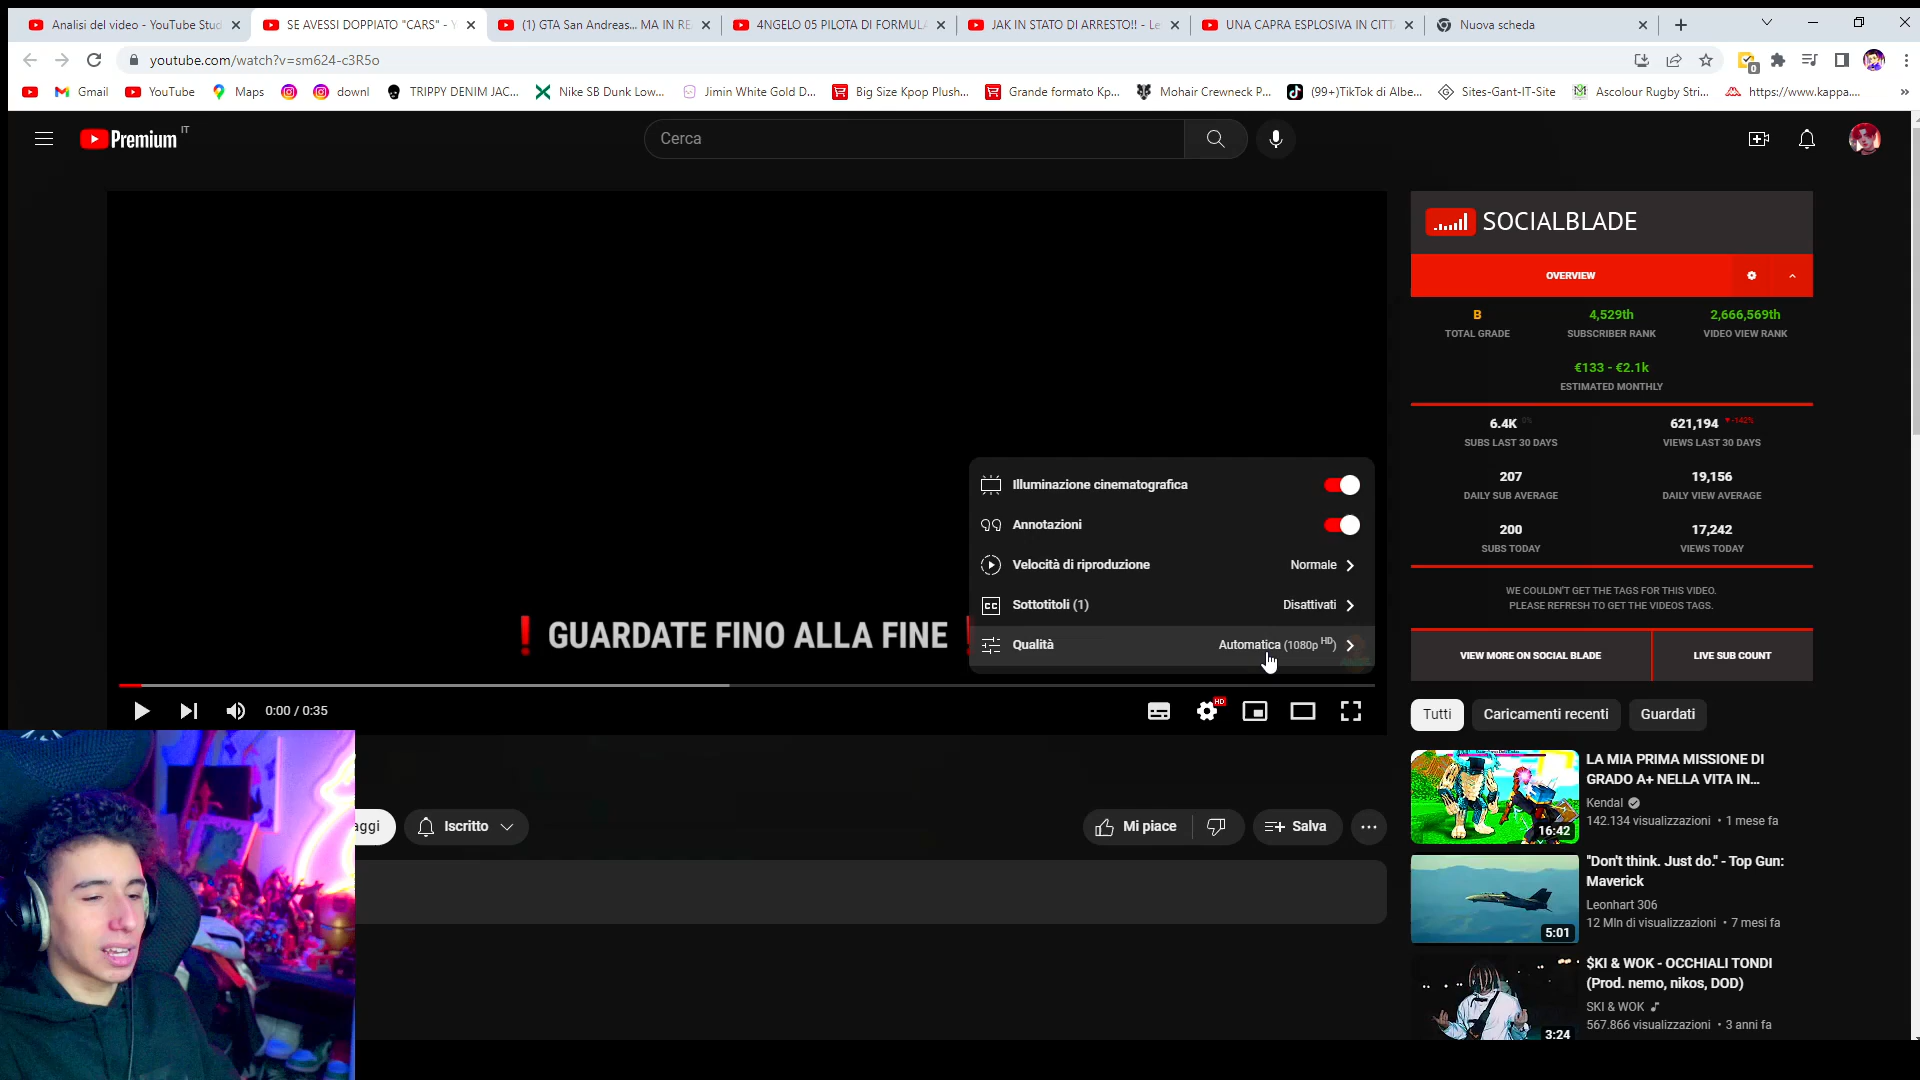 Analisi del video - YouTube Stud
SE AVESSI DOPPIATO "CARS" - Y
(1) GTA San Andreas... MA IN RE
4NGELO 05 PILOTA DI FORMULA
JAK IN STATO DI ARRESTO!! - Le
UNA CAPRA ESPLOSIVA IN CITT
Nuova scheda
youtube.com/watch?v=sm624-c3R5o
0
Gmail
YouTube
Maps
downl
TRIPPY DENIM JAC...
Nike SB Dunk Low...
Jimin White Gold D...
Big Size Kpop Plush...
Grande formato Kp...
Mohair Crewneck P...
(99+)TikTok di Albe...
Sites-Gant-IT-Site
Ascolour Rugby Stri...
https://www.kappa....
Premium IT
Cerca
SOCIALBLADE
OVERVIEW
B
TOTAL GRADE
4,529th
SUBSCRIBER RANK
2,666,569th
VIDEO VIEW RANK
€133 - €2.1k
ESTIMATED MONTHLY
6.4K 0%
SUBS LAST 30 DAYS
621,194 ▼-142%
VIEWS LAST 30 DAYS
207
DAILY SUB AVERAGE
19,156
DAILY VIEW AVERAGE
200
SUBS TODAY
17,242
VIEWS TODAY
WE COULDN'T GET THE TAGS FOR THIS VIDEO.
PLEASE REFRESH TO GET THE VIDEOS TAGS.
VIEW MORE ON SOCIAL BLADE
LIVE SUB COUNT
Illuminazione cinematografica
Annotazioni
Velocità di riproduzione Normale
CC Sottotitoli (1) Disattivati
Qualità Automatica (1080p HD)
❗GUARDATE FINO ALLA FINE❗
0:00 / 0:35
HD
aggi
Iscritto
Mi piace
Salva
Tutti
Caricamenti recenti
Guardati
LA MIA PRIMA MISSIONE DI
GRADO A+ NELLA VITA IN...
Kendal
142.134 visualizzazioni • 1 mese fa
16:42
"Don't think. Just do." - Top Gun:
Maverick
Leonhart 306
12 Mln di visualizzazioni • 7 mesi fa
5:01
$KI & WOK - OCCHIALI TONDI
(Prod. nemo, nikos, DOD)
SKI & WOK
567.866 visualizzazioni • 3 anni fa
3:24